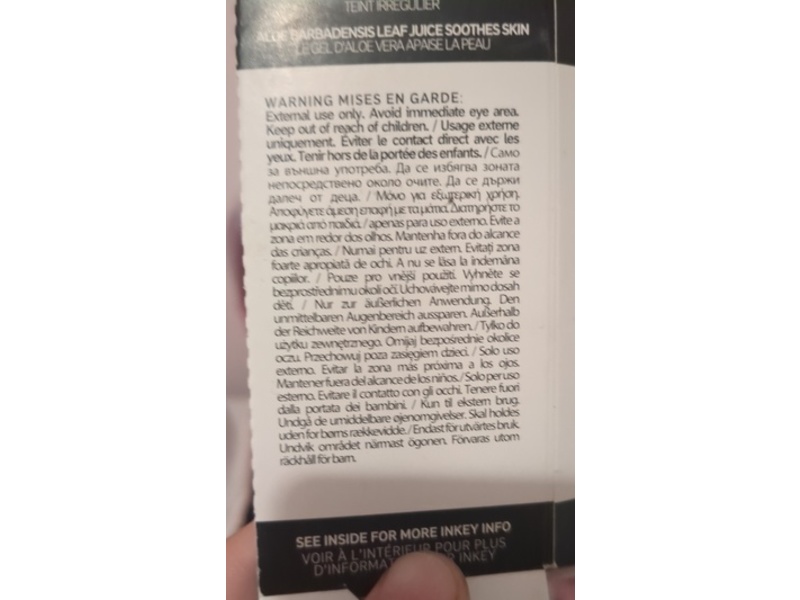 TEINT IRRÉGULIER
ALOE BARBADENSIS LEAF JUICE SOOTHES SKIN
LE GEL D'ALOE VERA APAISE LA PEAU
WARNING MISES EN GARDE:
External use only. Avoid immediate eye area.
Keep out of reach of children. / Usage externe
uniquement. Éviter le contact direct avec les
yeux. Tenir hors de la portée des enfants. / Само
за външна употреба. Да се избягва зоната
непосредствено около очите. Да се държи
далеч от деца. / Μόνο για εξωτερική χρήση.
Αποφύγετε άμεση επαφή με τα μάτια. Διατηρήστε το
μακριά από παιδιά. / apenas para uso externo. Evite a
zona em redor dos olhos. Mantenha fora do alcance
das crianças. / Numai pentru uz extern. Evitați zona
foarte apropiată de ochi. A nu se lăsa la îndemâna
copiilor. / Pouze pro vnější použití. Vyhněte se
bezprostřednímu okolí očí. Uchovávejte mimo dosah
dětí. / Nur zur äußerlichen Anwendung. Den
unmittelbaren Augenbereich aussparen. Außerhalb
der Reichweite von Kindern aufbewahren. / Tylko do
użytku zewnętrznego. Omijaj bezpośrednie okolice
oczu. Przechowuj poza zasięgiem dzieci. / Solo uso
externo. Evitar la zona más próxima a los ojos.
Mantener fuera del alcance de los niños. / Solo per uso
esterno. Evitare il contatto con gli occhi. Tenere fuori
dalla portata dei bambini. / Kun til ekstern brug.
Undgå de umiddelbare øjenomgivelser. Skal holdes
uden for børns rækkevidde. / Endast för utvärtes bruk.
Undvik området närmast ögonen. Förvaras utom
räckhåll för barn.
SEE INSIDE FOR MORE INKEY INFO
VOIR À L'INTÉRIEUR POUR PLUS
INKEY